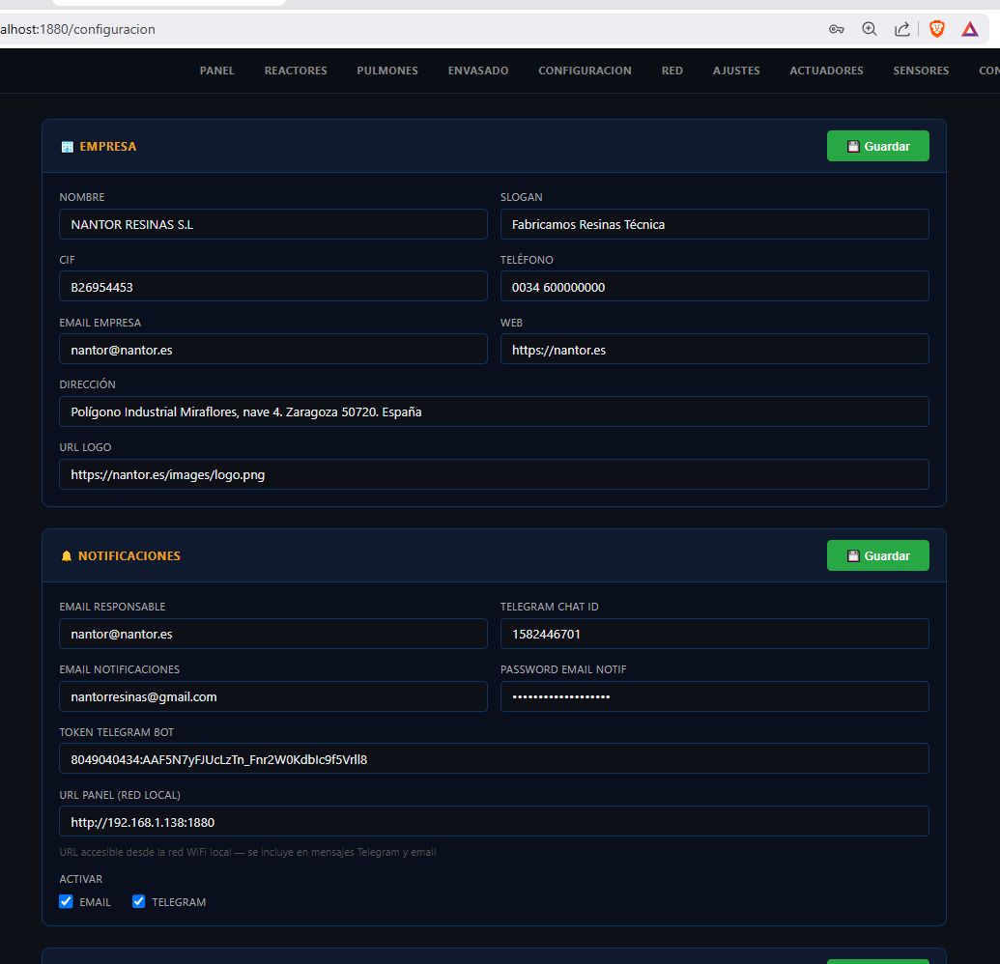 alhost:1880/configuracion
PANEL REACTORES PULMONES ENVASADO CONFIGURACION RED AJUSTES ACTUADORES SENSORES CON
EMPRESA Guardar
NOMBRE SLOGAN
NANTOR RESINAS S.L Fabricamos Resinas Técnica
CIF TELÉFONO
B26954453 0034 600000000
EMAIL EMPRESA WEB
nantor@nantor.es https://nantor.es
DIRECCIÓN
Polígono Industrial Miraflores, nave 4. Zaragoza 50720. España
URL LOGO
https://nantor.es/images/logo.png
NOTIFICACIONES Guardar
EMAIL RESPONSABLE TELEGRAM CHAT ID
nantor@nantor.es 1582446701
EMAIL NOTIFICACIONES PASSWORD EMAIL NOTIF
nantorresinas@gmail.com •••••••••••••••••••
TOKEN TELEGRAM BOT
8049040434:AAF5N7yFJUcLzTn_Fnr2W0KdbIc9f5Vrll8
URL PANEL (RED LOCAL)
http://192.168.1.138:1880
URL accesible desde la red WiFi local — se incluye en mensajes Telegram y email
ACTIVAR
EMAIL TELEGRAM